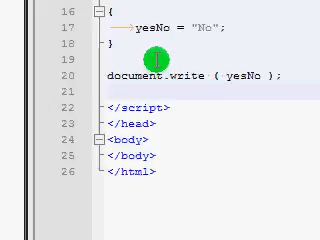 16 {
17 yesNo = "No";
18 }
19
20 document.write ( yesNo );
21
22 </script>
23 </head>
24 <body>
25 </body>
26 </html>